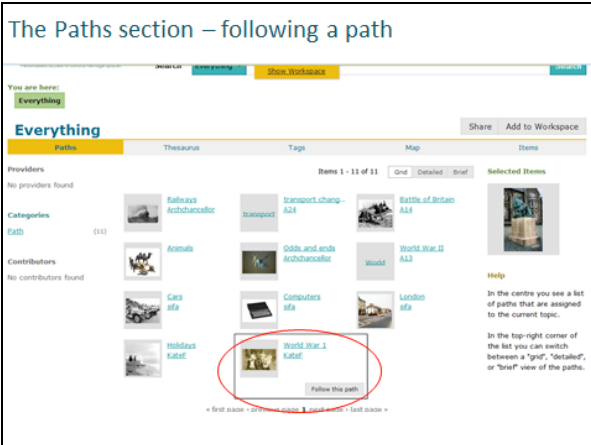 The Paths section – following a path
Search Everything Show Workspace Search
You are here:
Everything
Everything
Share Add to Workspace
Paths Thesaurus Tags Map Items
Providers
No providers found
Categories
Path (11)
Contributors
No contributors found
Items 1 - 11 of 11 Grid Detailed Brief
Railways
Archchancellor
transport
transport chang...
A24
Battle of Britain
A14
Animals
Odds and ends
Archchancellor
World
World War II
A13
Cars
sifa
Computers
sifa
London
sifa
Holidays
KateF
World War 1
KateF
Follow this path
« first page ‹ previous page 1 next page › last page »
Selected Items
Help
In the centre you see a list
of paths that are assigned
to the current topic.
In the top-right corner of
the list you can switch
between a "grid", "detailed",
or "brief" view of the paths.